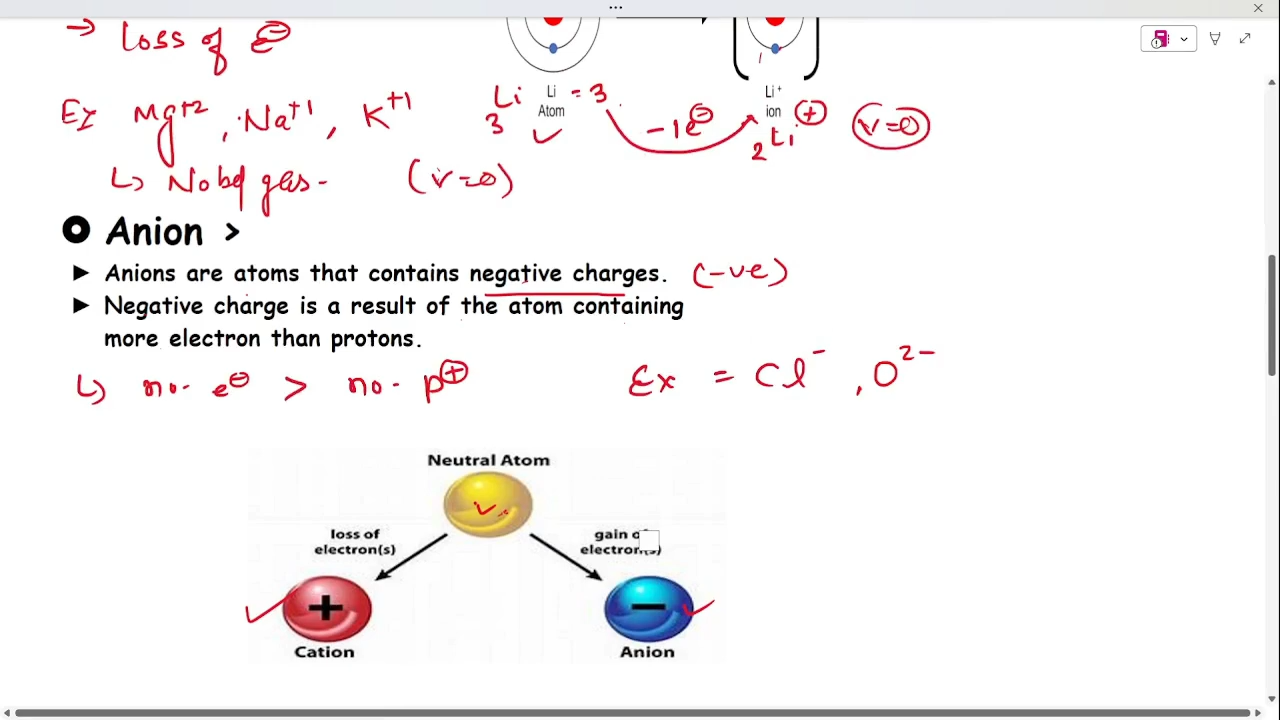 → Loss of e⊖
Li = 3
Li
Atom
3
Li⁺
ion
Ex Mg⁺², Na⁺¹, K⁺¹
-1e⊖
₂Li⊕
v=0
↳ Nobel gas- (v=0)
Anion >
► Anions are atoms that contains negative charges. (-ve)
► Negative charge is a result of the atom containing
more electron than protons.
↳ no. e⊖ > no. p⊕
Ex = Cl⁻, O²⁻
Neutral Atom
loss of
electron(s)
gain of
electron(s)
+
−
Cation
Anion